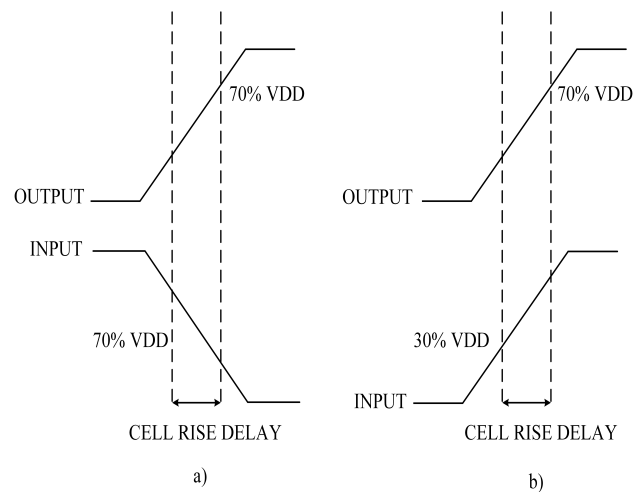 70% VDD
70% VDD
OUTPUT
OUTPUT
INPUT
70% VDD
30% VDD
INPUT
CELL RISE DELAY
CELL RISE DELAY
a)
b)